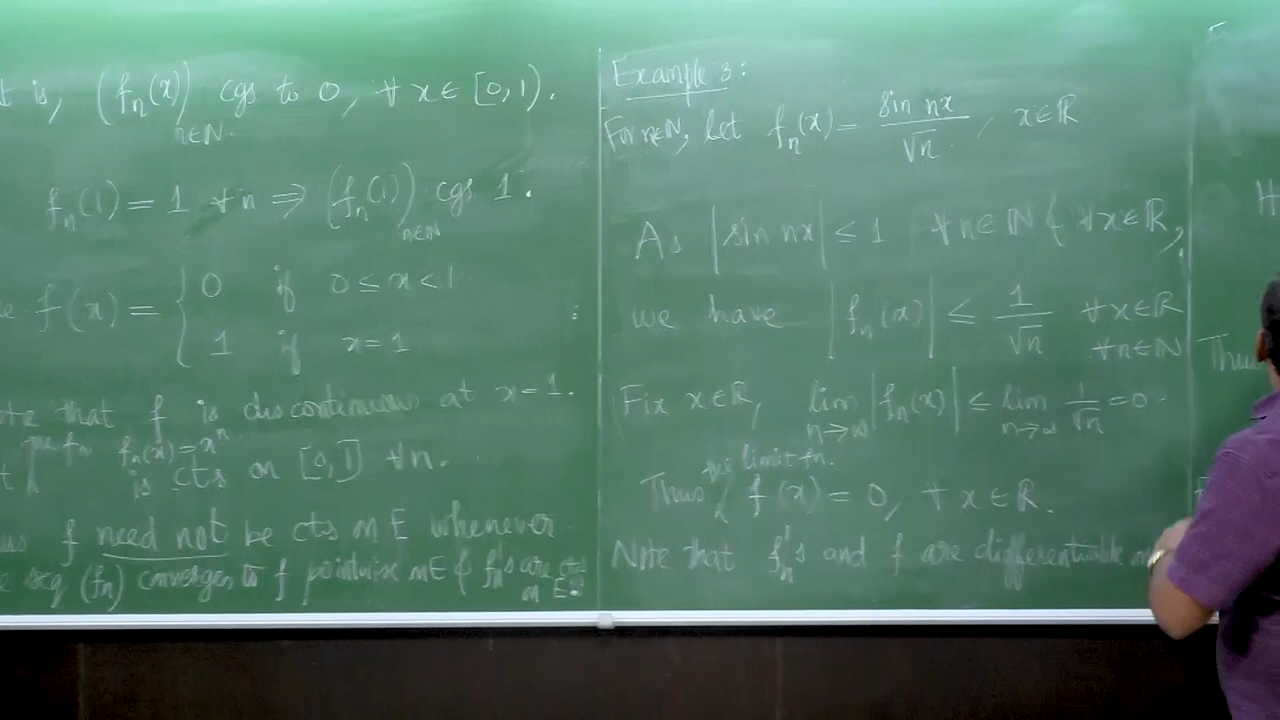 t is, (fₙ(x))ₙ∈ℕ cgs to 0, ∀ x ∈ [0,1).
fₙ(1) = 1 ∀ n ⇒ (fₙ(1))ₙ∈ℕ cgs 1.
f(x) = { 0 if 0 ≤ x < 1
1 if x = 1
ote that f is discontinuous at x = 1.
fₙ(x) = xⁿ
is cts on [0,1] ∀ n.
us f need not be cts on E whenever
e seq (fₙ) converges to f pointwise on E & fₙ's are cts
on E
Example 3:
For n∈ℕ, let fₙ(x) = sin nx / √n, x∈ℝ
As |sin nx| ≤ 1 ∀ n∈ℕ & ∀ x∈ℝ,
we have |fₙ(x)| ≤ 1/√n ∀ x∈ℝ
∀ n∈ℕ
Fix x∈ℝ, lim n→∞ |fₙ(x)| ≤ lim n→∞ 1/√n = 0.
the limit fn.
Thus f(x) = 0, ∀ x∈ℝ.
Note that fₙ's and f are differentiable
H
Thu